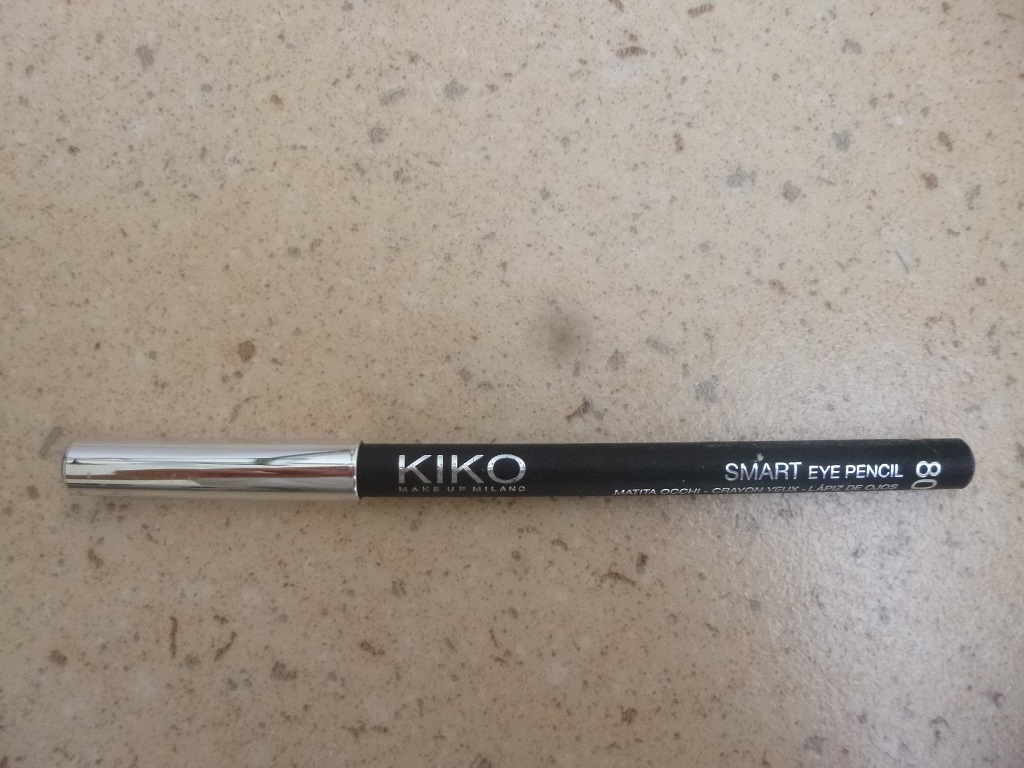 KIKO
MAKE UP MILANO
SMART EYE PENCIL
MATITA OCCHI - CRAYON YEUX - LÁPIZ DE OJOS